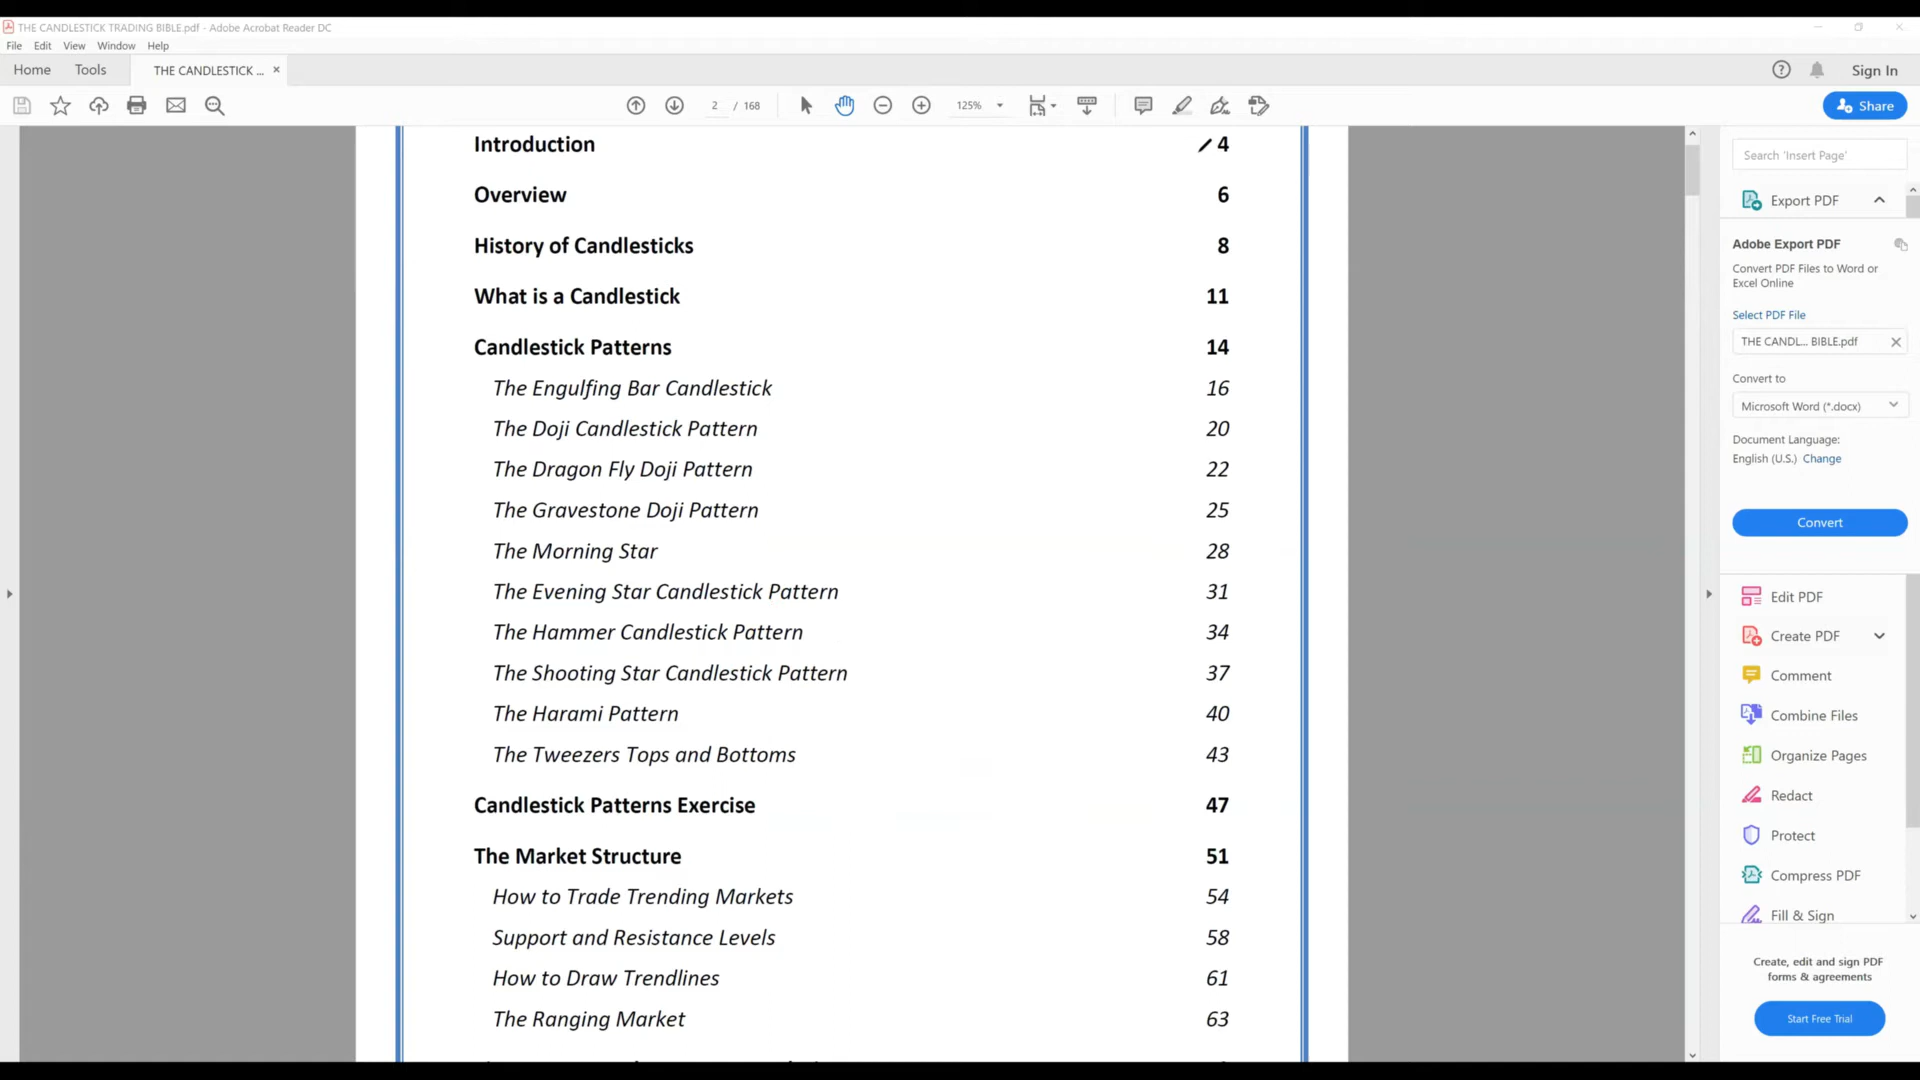 THE CANDLESTICK TRADING BIBLE.pdf - Adobe Acrobat Reader DC
File Edit View Window Help
Home Tools THE CANDLESTICK ... × Sign In
2 / 168 125% Share
Introduction 4
Overview 6
History of Candlesticks 8
What is a Candlestick 11
Candlestick Patterns 14
The Engulfing Bar Candlestick 16
The Doji Candlestick Pattern 20
The Dragon Fly Doji Pattern 22
The Gravestone Doji Pattern 25
The Morning Star 28
The Evening Star Candlestick Pattern 31
The Hammer Candlestick Pattern 34
The Shooting Star Candlestick Pattern 37
The Harami Pattern 40
The Tweezers Tops and Bottoms 43
Candlestick Patterns Exercise 47
The Market Structure 51
How to Trade Trending Markets 54
Support and Resistance Levels 58
How to Draw Trendlines 61
The Ranging Market 63
Search 'Insert Page'
Export PDF
Adobe Export PDF
Convert PDF Files to Word or
Excel Online
Select PDF File
THE CANDL... BIBLE.pdf
Convert to
Microsoft Word (*.docx)
Document Language:
English (U.S.) Change
Convert
Edit PDF
Create PDF
Comment
Combine Files
Organize Pages
Redact
Protect
Compress PDF
Fill & Sign
Create, edit and sign PDF
forms & agreements
Start Free Trial